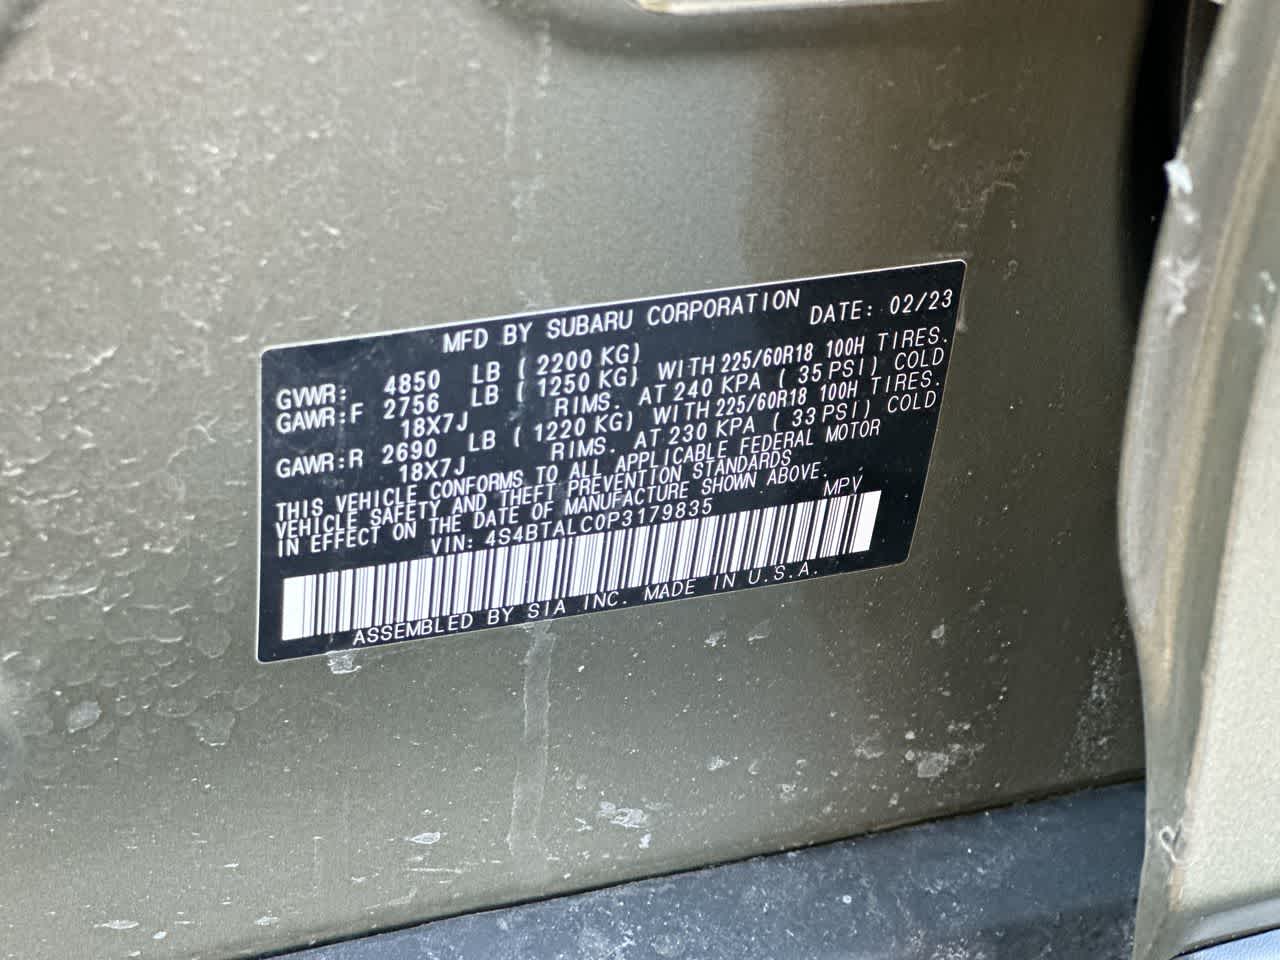 MFD BY SUBARU CORPORATION DATE: 02/23
GVWR: 4850 LB ( 2200 KG)
GAWR:F 2756 LB ( 1250 KG) WITH 225/60R18 100H TIRES.
18X7J RIMS. AT 240 KPA ( 35 PSI) COLD
GAWR:R 2690 LB ( 1220 KG) WITH 225/60R18 100H TIRES.
18X7J RIMS. AT 230 KPA ( 33 PSI) COLD
THIS VEHICLE CONFORMS TO ALL APPLICABLE FEDERAL MOTOR
VEHICLE SAFETY AND THEFT PREVENTION STANDARDS
IN EFFECT ON THE DATE OF MANUFACTURE SHOWN ABOVE.
VIN: 4S4BTALC0P3179835 MPV
ASSEMBLED BY SIA INC. MADE IN U.S.A.